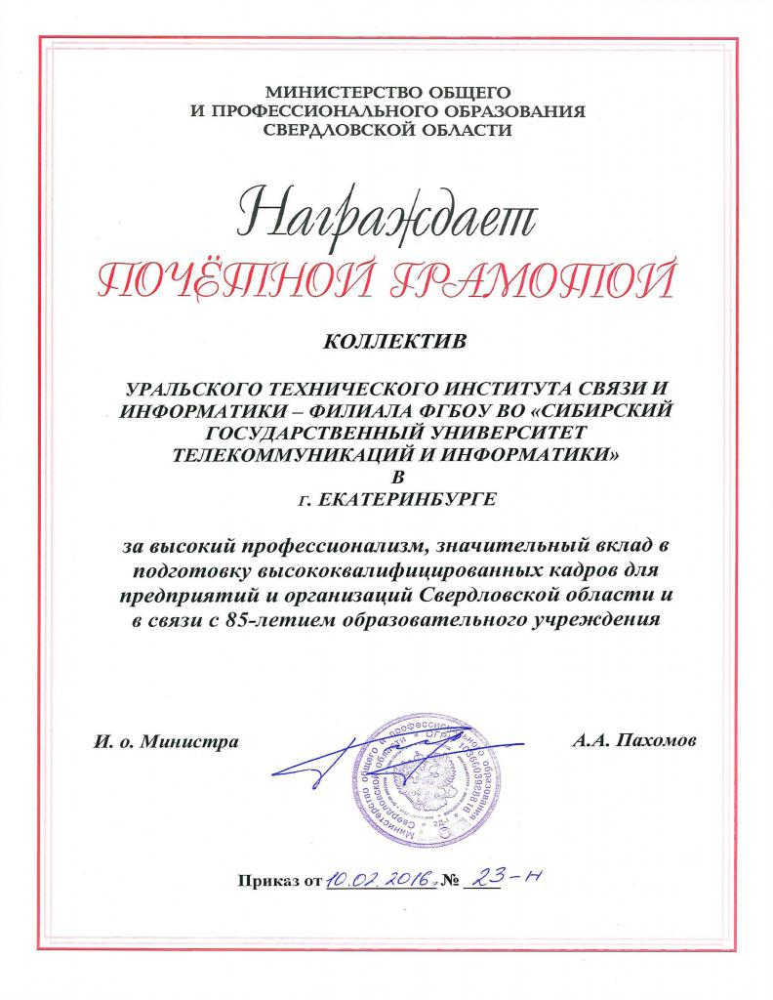 МИНИСТЕРСТВО ОБЩЕГО
И ПРОФЕССИОНАЛЬНОГО ОБРАЗОВАНИЯ
СВЕРДЛОВСКОЙ ОБЛАСТИ
Награждает
ПОЧЁТНОЙ ГРАМОТОЙ
КОЛЛЕКТИВ
УРАЛЬСКОГО ТЕХНИЧЕСКОГО ИНСТИТУТА СВЯЗИ И
ИНФОРМАТИКИ – ФИЛИАЛА ФГБОУ ВО «СИБИРСКИЙ
ГОСУДАРСТВЕННЫЙ УНИВЕРСИТЕТ
ТЕЛЕКОММУНИКАЦИЙ И ИНФОРМАТИКИ»
В
г. ЕКАТЕРИНБУРГЕ
за высокий профессионализм, значительный вклад в
подготовку высококвалифицированных кадров для
предприятий и организаций Свердловской области и
в связи с 85-летием образовательного учреждения
И. о. Министра
А.А. Пахомов
Министерство общего и профессионального образования
Свердловской области
ОГРН 1036603988816
2Д-I
Приказ от 10.02.2016. № 23-н